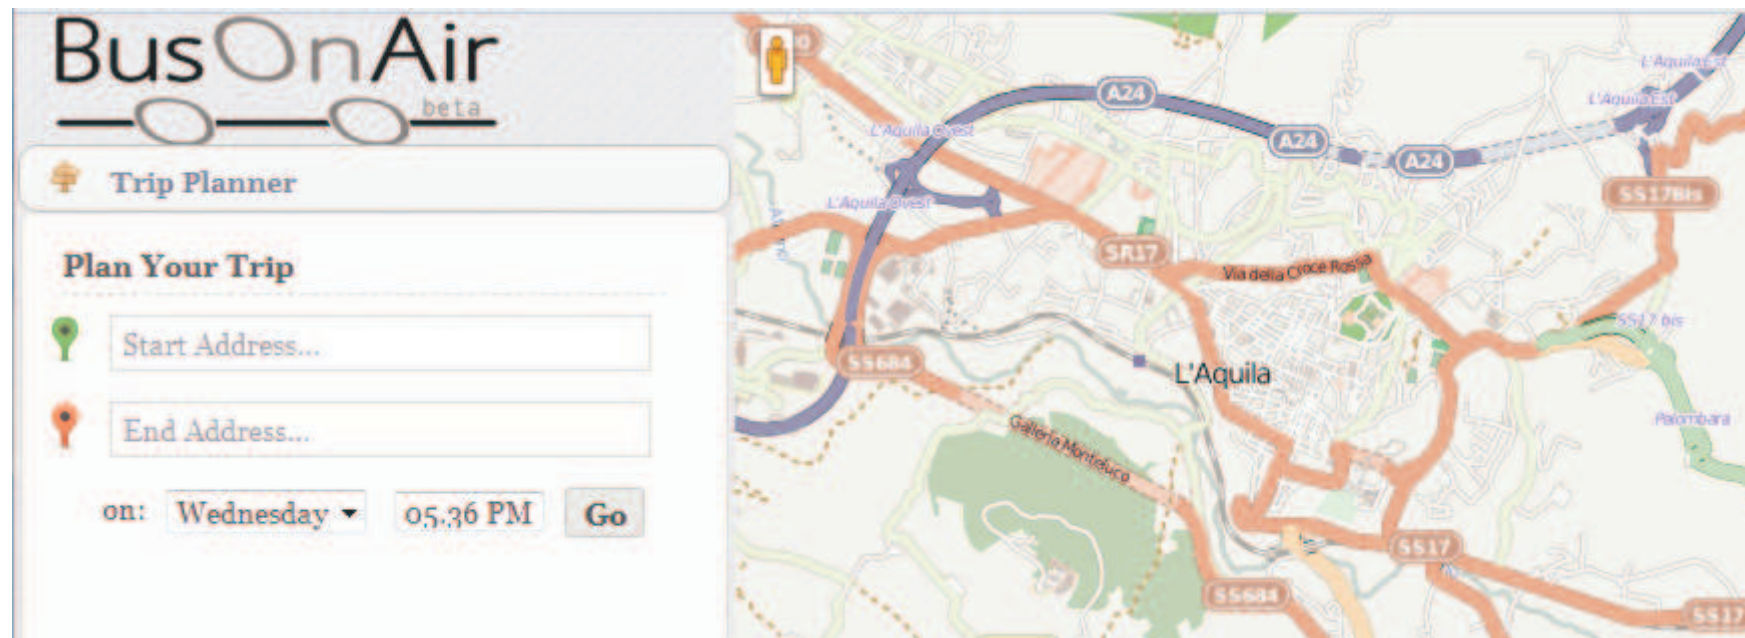 BusOnAir
beta
Trip Planner
Plan Your Trip
Start Address...
End Address...
on: Wednesday 05.36 PM Go
L'Aquila Est
L'Aquila Est
A24
A24
A24
L'Aquila Ovest
L'Aquila Ovest
SS17Bis
SR17
Via della Croce Rossa
SS17 bis
SS684
L'Aquila
Palombara
Galleria Monteluco
SS17
SS684
SS17